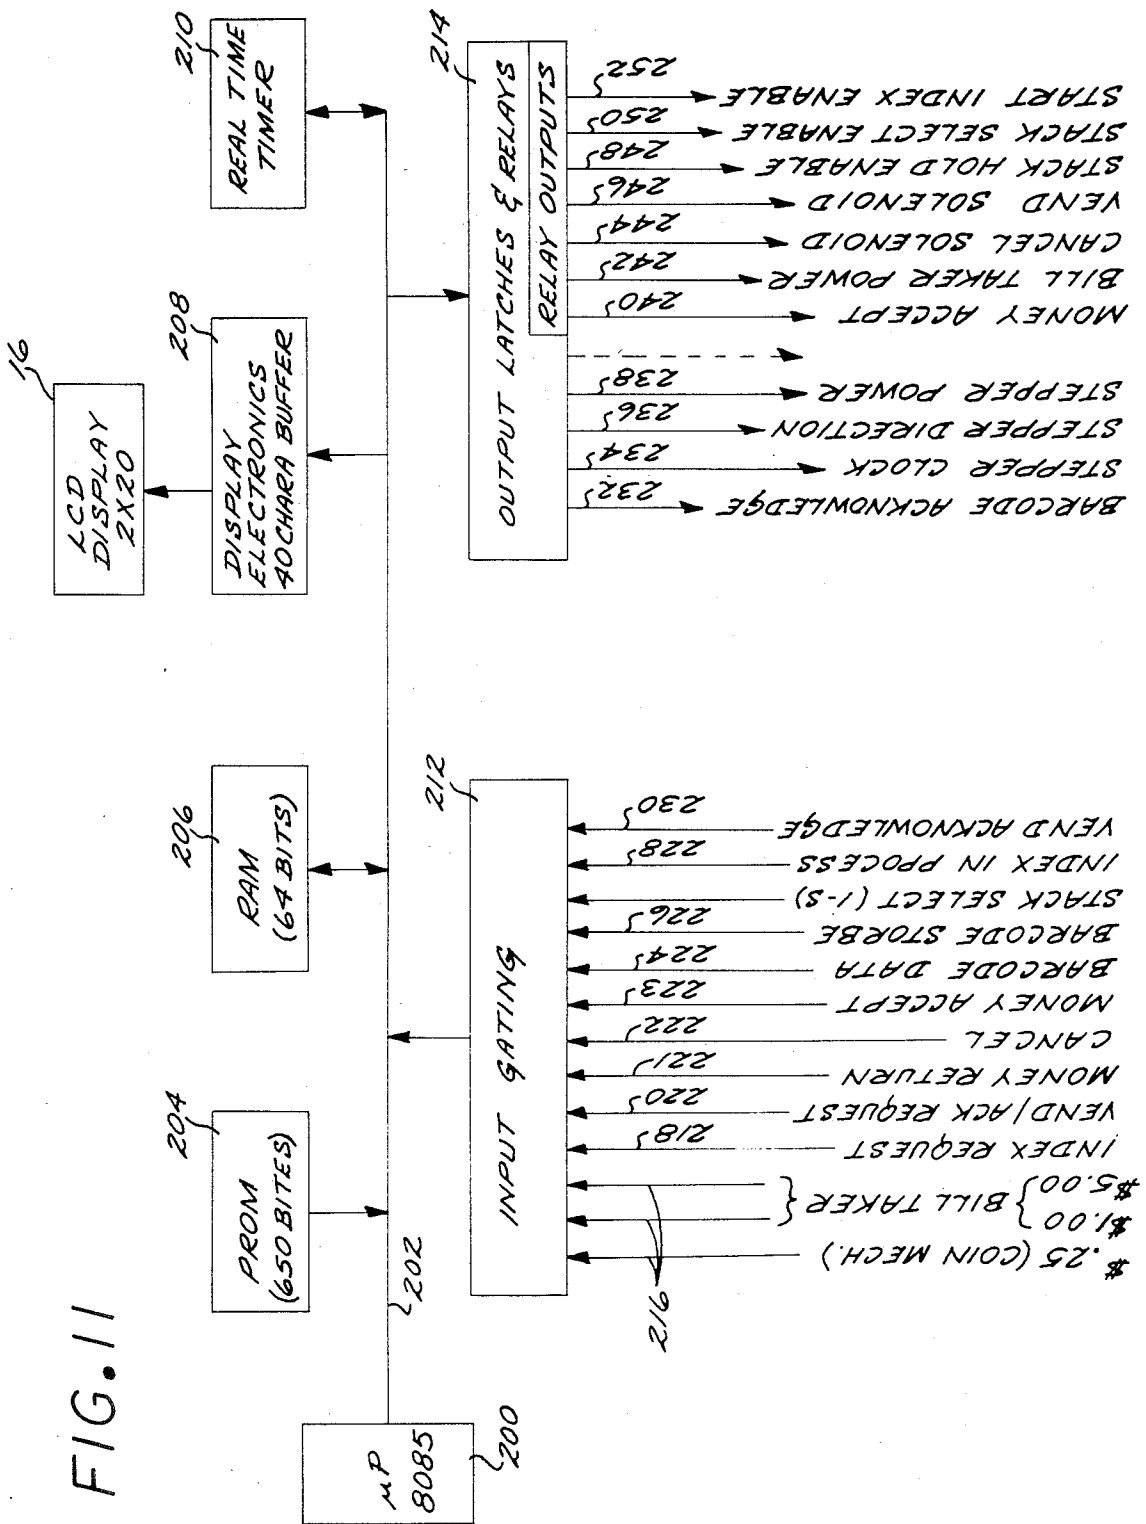 FIG. 11
µP
8085
200
202
PROM
(650 BITES)
204
RAM
(64 BITS)
206
LCD
DISPLAY
2X20
16
DISPLAY
ELECTRONICS
40 CHARA BUFFER
208
REAL TIME
TIMER
210
INPUT GATING
212
OUTPUT LATCHES & RELAYS
RELAY OUTPUTS
214
216
$.25 (COIN MECH.)
$1.00
$5.00
BILL TAKER
INDEX REQUEST
218
VEND/ACK REQUEST
220
MONEY RETURN
221
CANCEL
222
MONEY ACCEPT
223
BARCODE DATA
224
BARCODE STORBE
226
STACK SELECT (1-S)
INDEX IN PPOCESS
228
VEND ACKNOWLEDGE
230
BARCODE ACKNOWLEDGE
232
STEPPER CLOCK
234
STEPPER DIRECTION
236
STEPPER POWER
238
MONEY ACCEPT
240
BILL TAKER POWER
242
CANCEL SOLENOID
244
VEND SOLENOID
246
STACK HOLD ENABLE
248
STACK SELECT ENABLE
250
START INDEX ENABLE
252